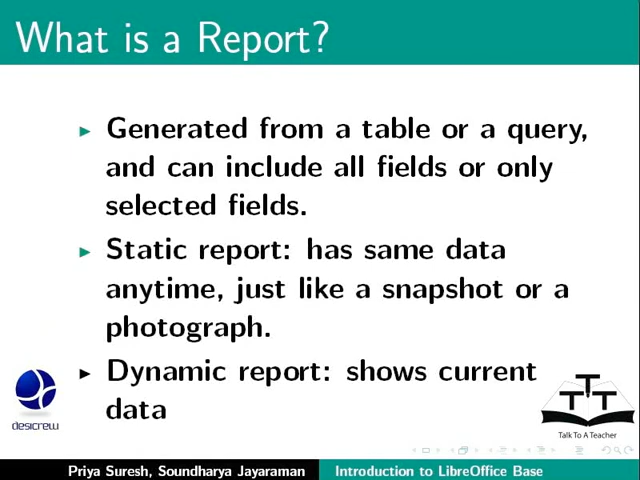 What is a Report?
Generated from a table or a query,
and can include all fields or only
selected fields.
Static report: has same data
anytime, just like a snapshot or a
photograph.
Dynamic report: shows current
data
desicrew
TTT
Talk To A Teacher
Priya Suresh, Soundharya Jayaraman
Introduction to LibreOffice Base